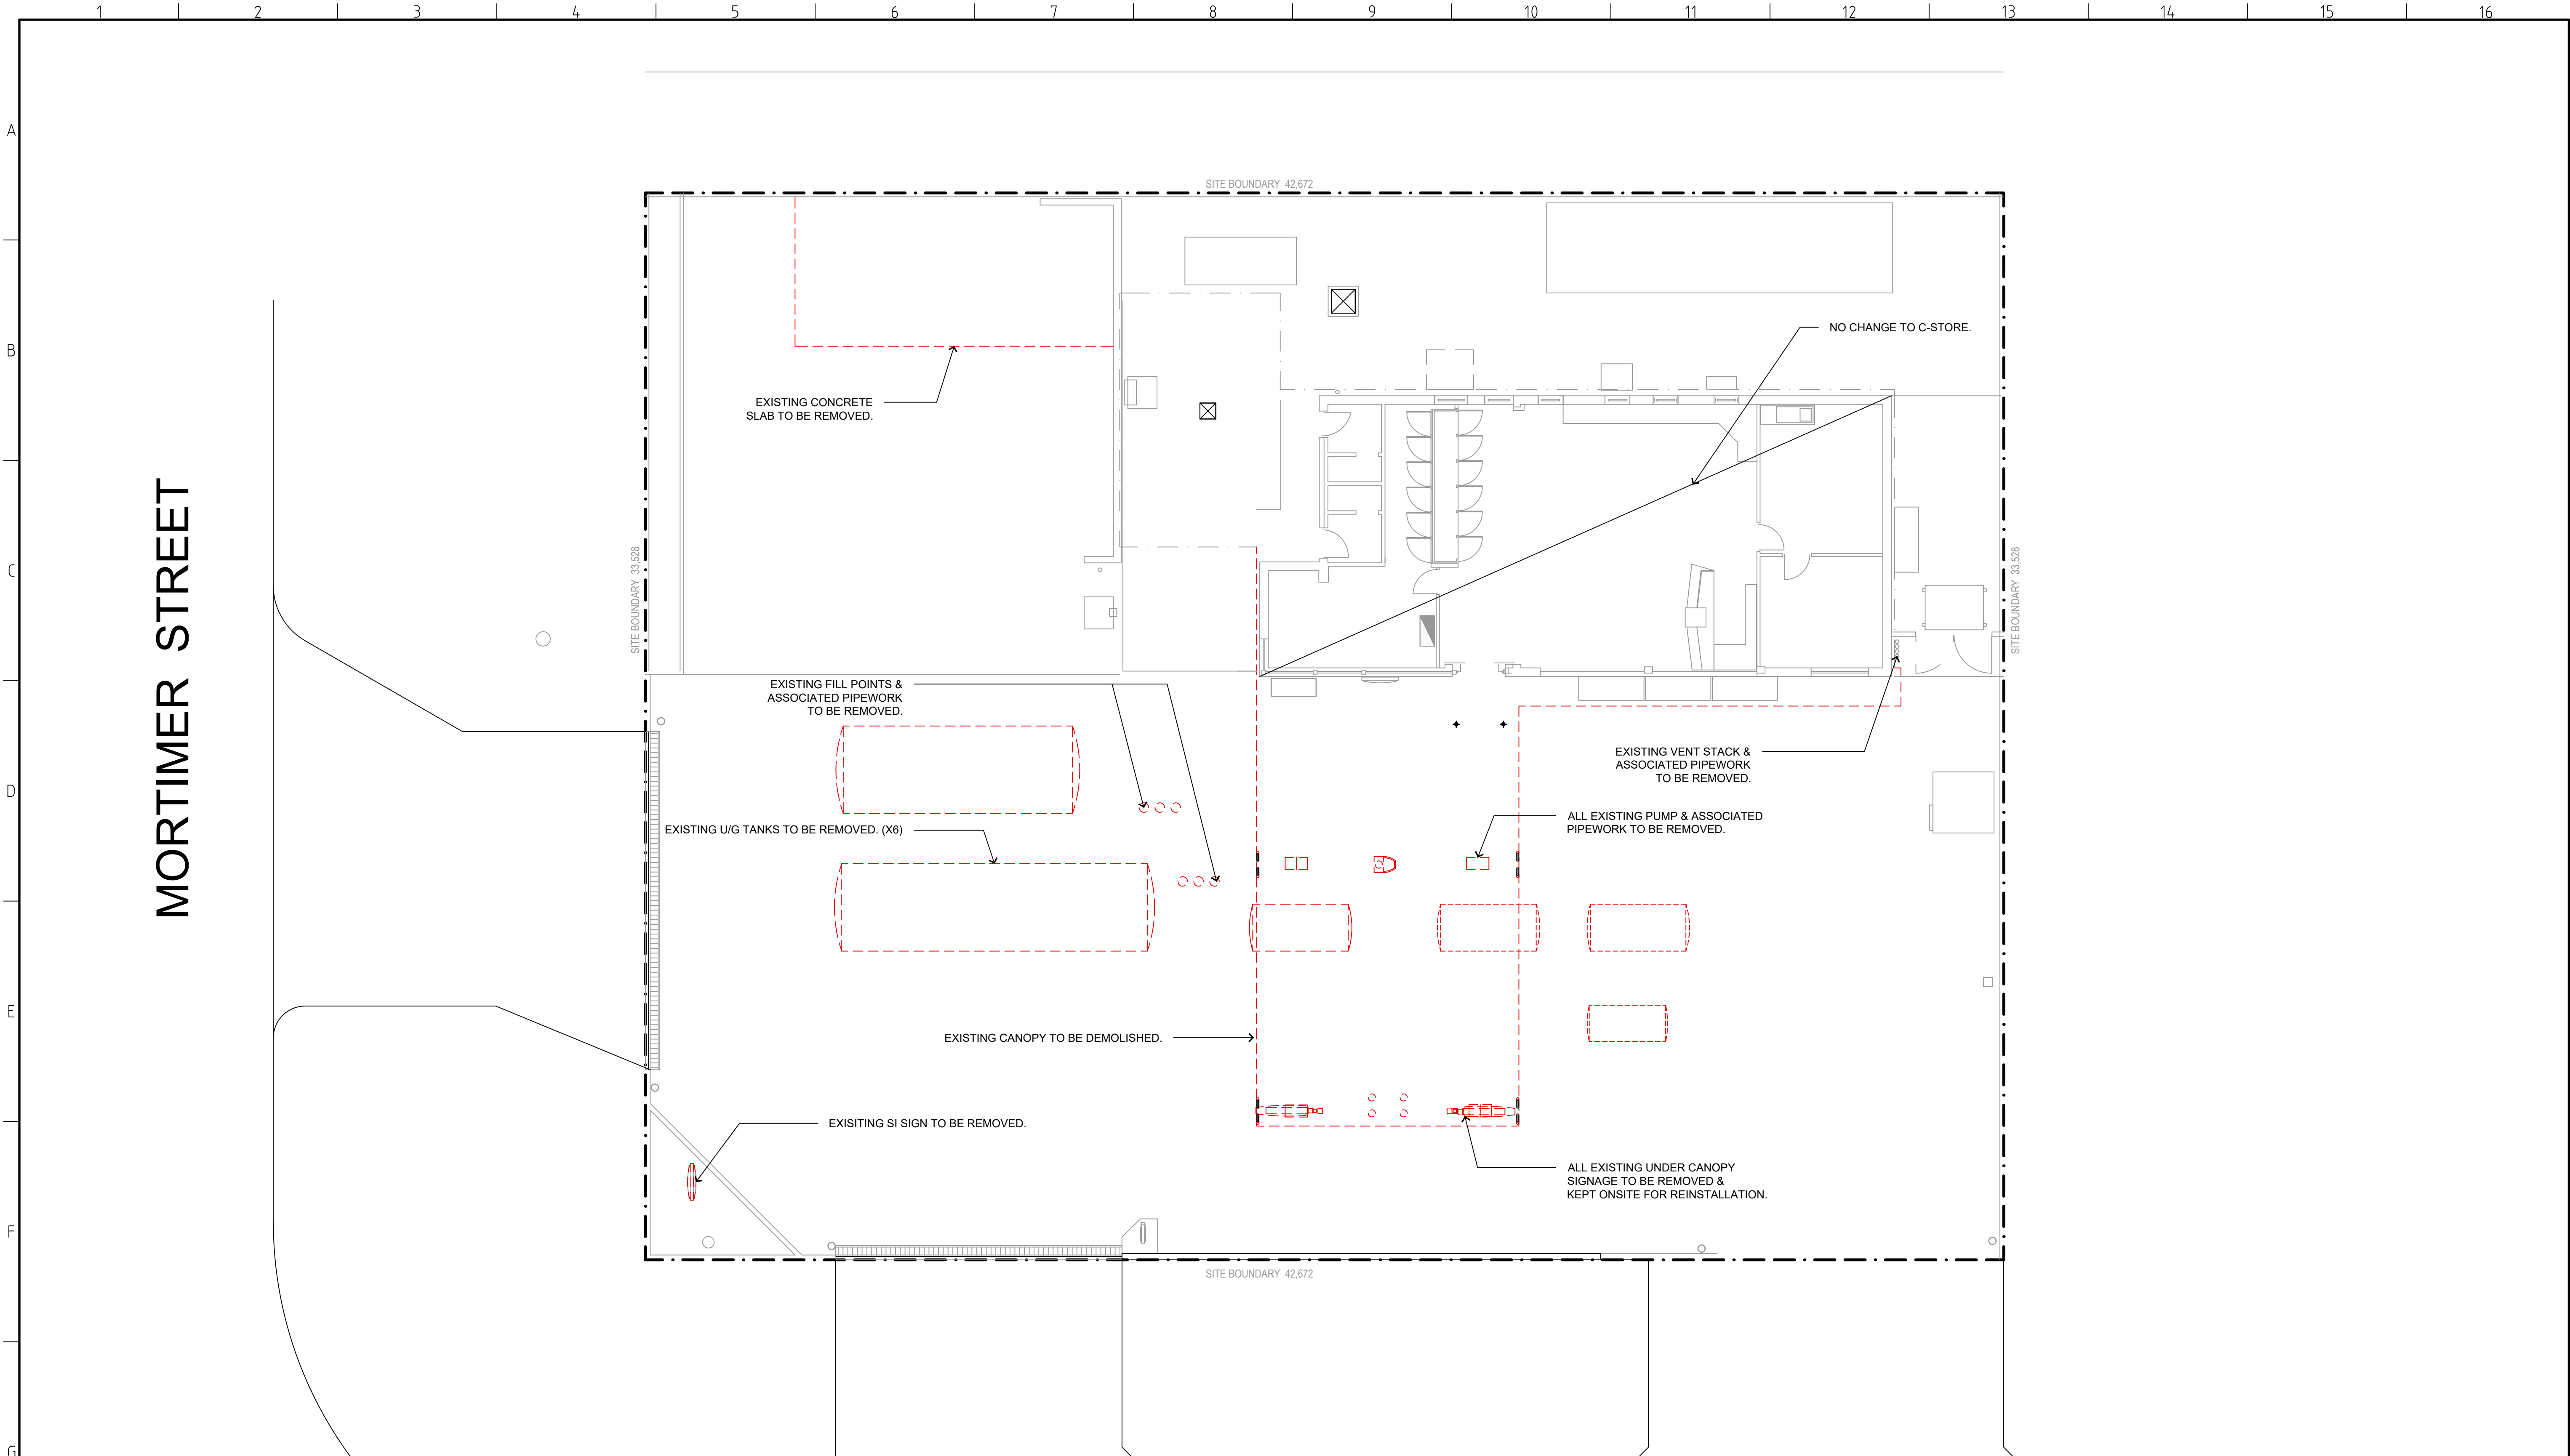 1 2 3 4 5 6 7 8 9 10 11 12 13 14 15 16
A
B
C
D
E
F
G
SITE BOUNDARY 42,672
NO CHANGE TO C-STORE.
EXISTING CONCRETE
SLAB TO BE REMOVED.
MORTIMER STREET
SITE BOUNDARY 33,528
SITE BOUNDARY 33,528
EXISTING FILL POINTS &
ASSOCIATED PIPEWORK
TO BE REMOVED.
EXISTING VENT STACK &
ASSOCIATED PIPEWORK
TO BE REMOVED.
EXISTING U/G TANKS TO BE REMOVED. (X6)
ALL EXISTING PUMP & ASSOCIATED
PIPEWORK TO BE REMOVED.
EXISTING CANOPY TO BE DEMOLISHED.
EXISITING SI SIGN TO BE REMOVED.
ALL EXISTING UNDER CANOPY
SIGNAGE TO BE REMOVED &
KEPT ONSITE FOR REINSTALLATION.
SITE BOUNDARY 42,672